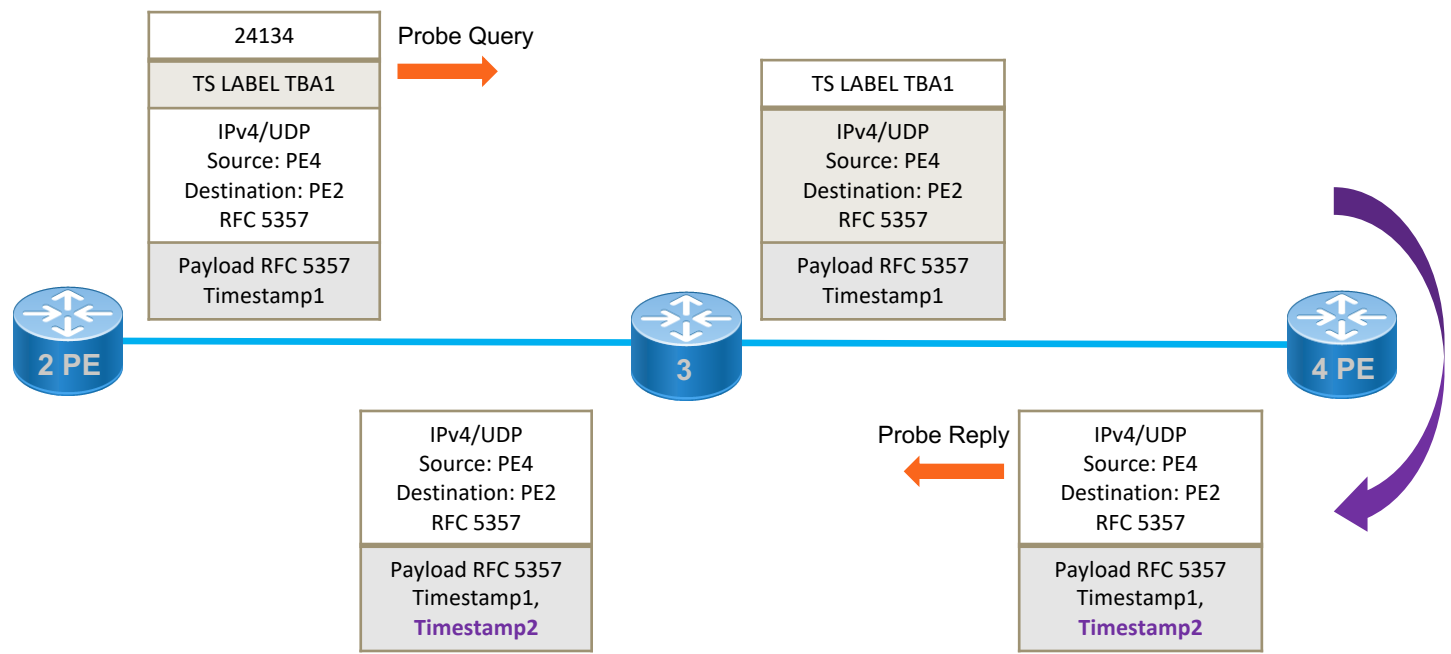 24134
Probe Query
TS LABEL TBA1
IPv4/UDP
Source: PE4
Destination: PE2
RFC 5357
Payload RFC 5357
Timestamp1
TS LABEL TBA1
IPv4/UDP
Source: PE4
Destination: PE2
RFC 5357
Payload RFC 5357
Timestamp1
2 PE
3
4 PE
IPv4/UDP
Source: PE4
Destination: PE2
RFC 5357
Payload RFC 5357
Timestamp1,
Timestamp2
Probe Reply
IPv4/UDP
Source: PE4
Destination: PE2
RFC 5357
Payload RFC 5357
Timestamp1,
Timestamp2